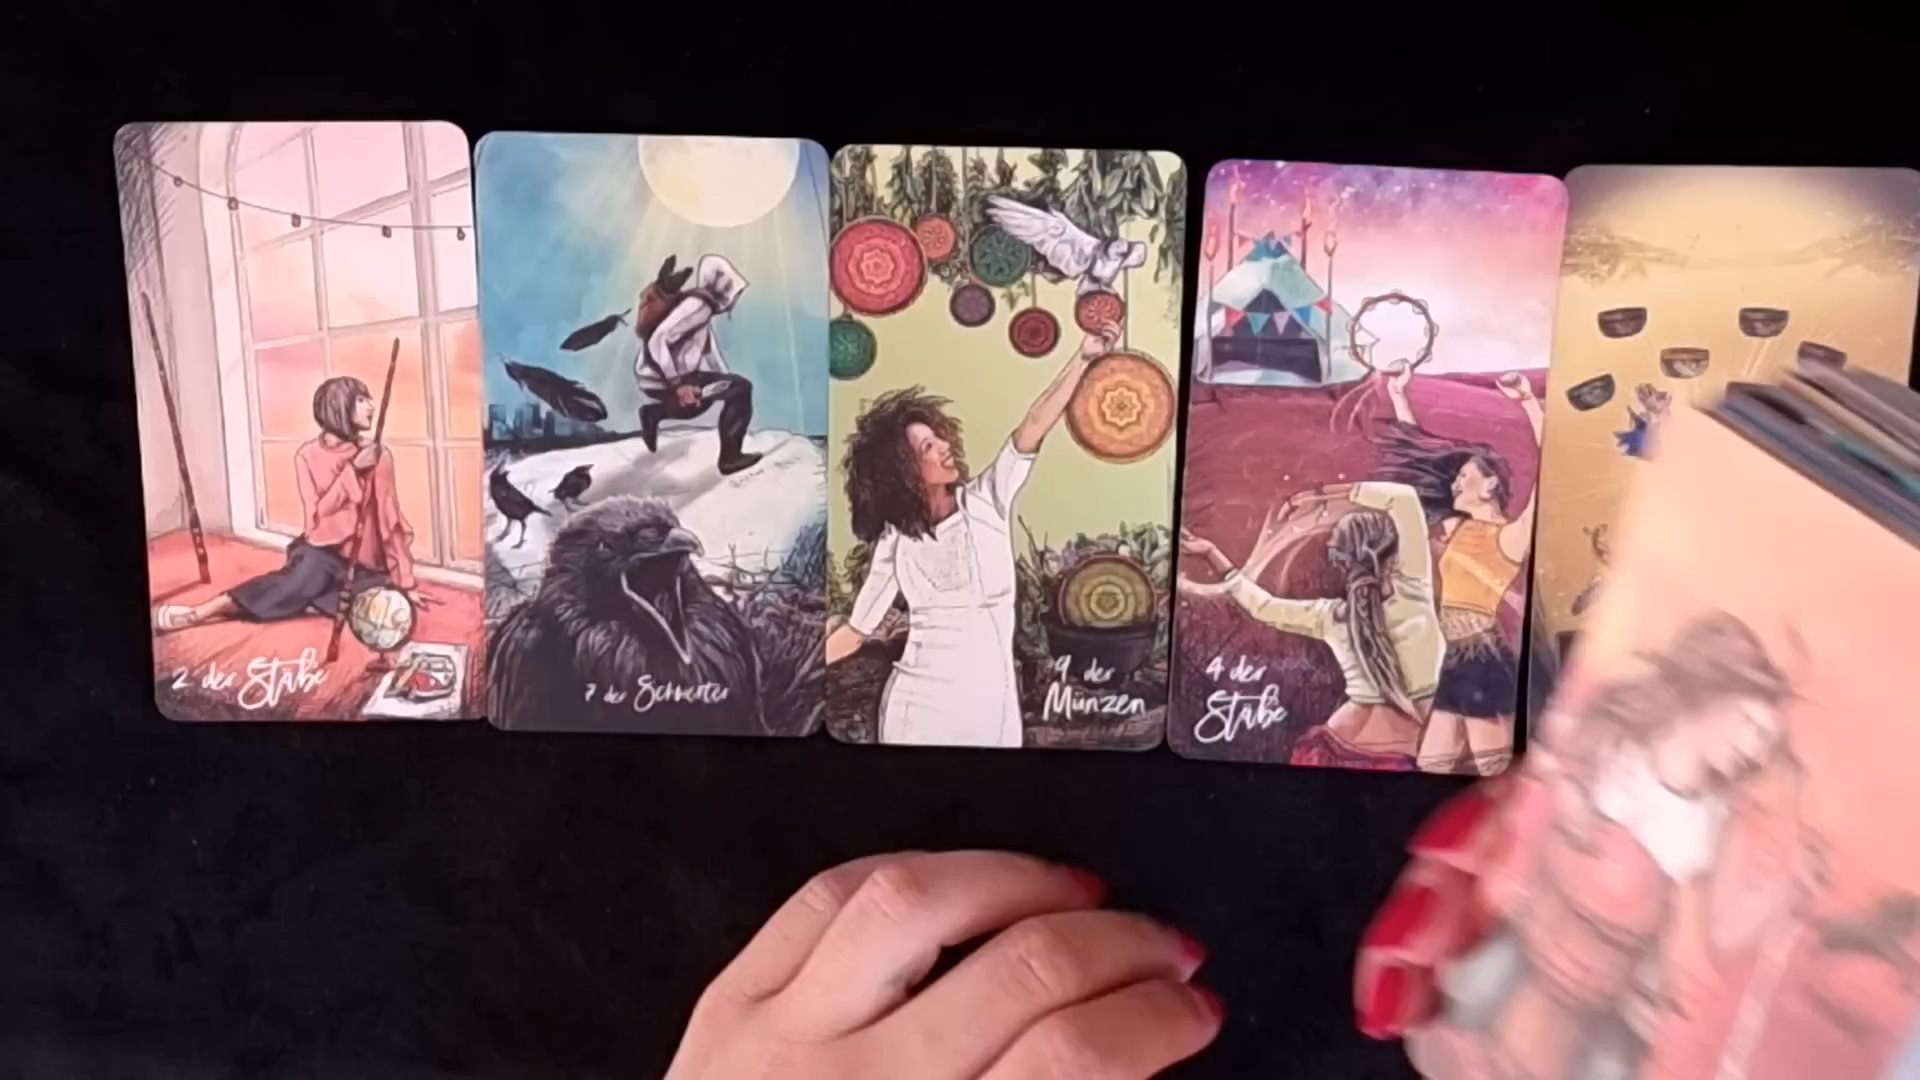 2 der Stäbe
7 der Schwerter
9 der
Münzen
4 der
Stäbe